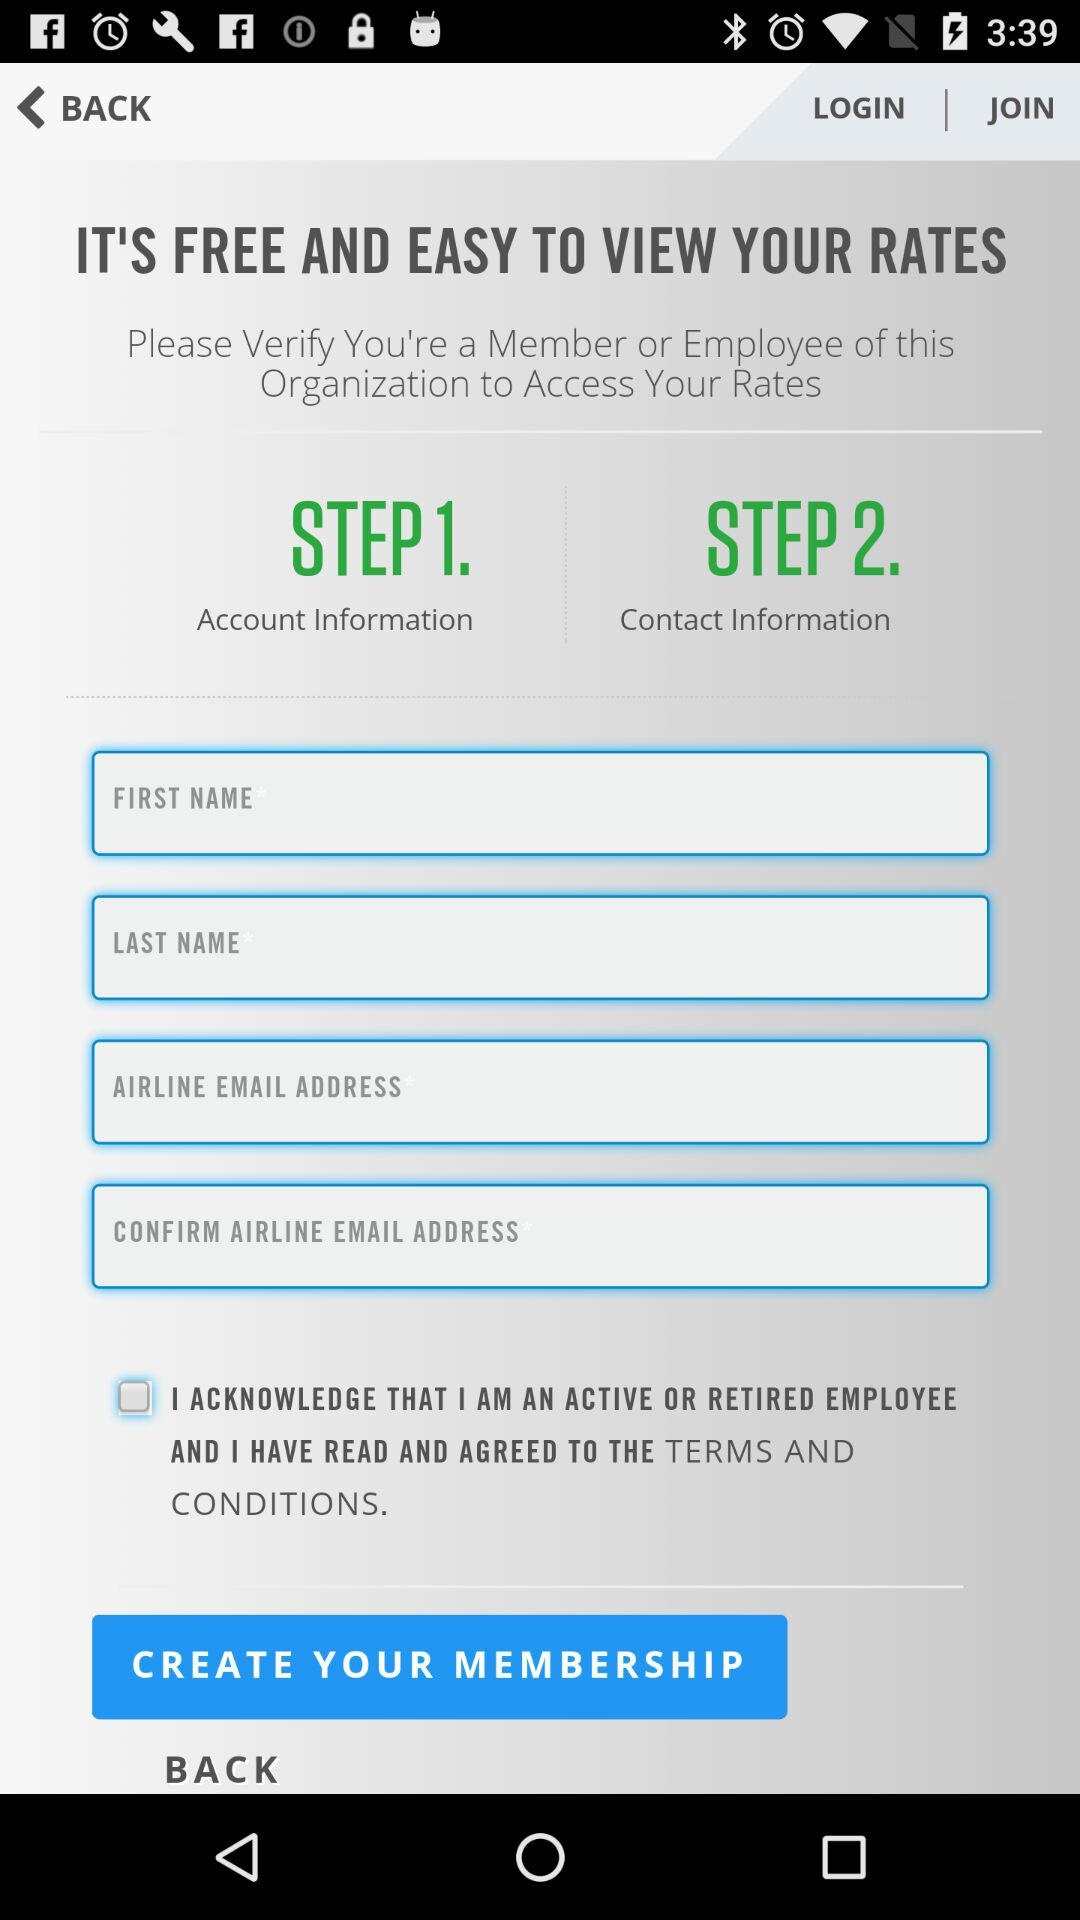 3:39
BACK
LOGIN | JOIN
IT'S FREE AND EASY TO VIEW YOUR RATES
Please Verify You're a Member or Employee of this
Organization to Access Your Rates
STEP 1.
Account Information
STEP 2.
Contact Information
FIRST NAME*
LAST NAME*
AIRLINE EMAIL ADDRESS*
CONFIRM AIRLINE EMAIL ADDRESS*
I ACKNOWLEDGE THAT I AM AN ACTIVE OR RETIRED EMPLOYEE
AND I HAVE READ AND AGREED TO THE TERMS AND
CONDITIONS.
CREATE YOUR MEMBERSHIP
BACK